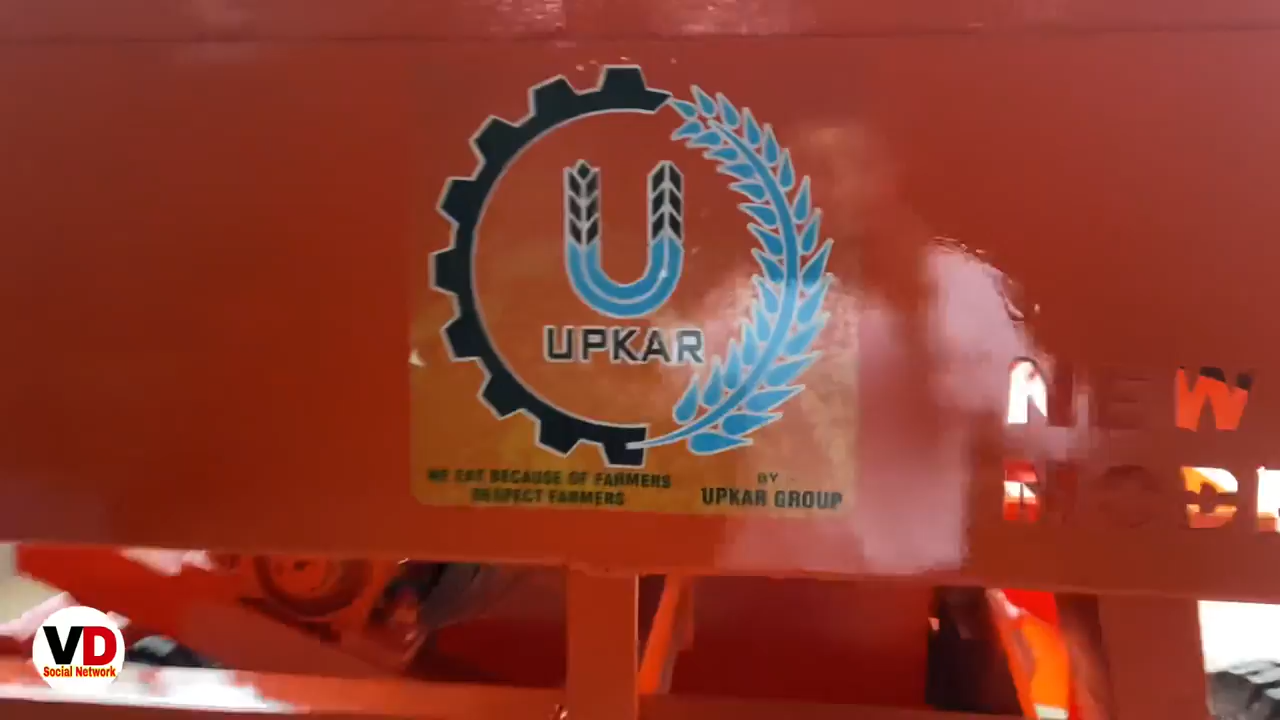 UPKAR
WE EAT BECAUSE OF FARMERS
RESPECT FARMERS
BY
UPKAR GROUP
NEW
VD
Social Network